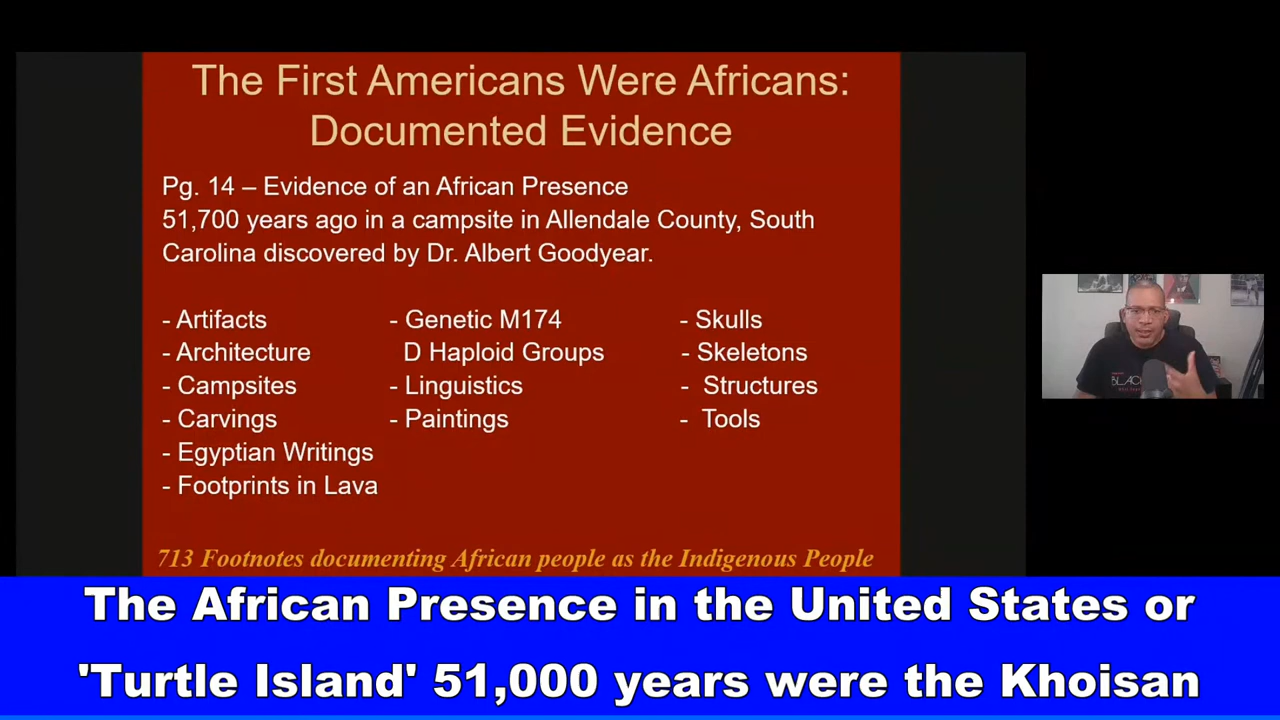 The First Americans Were Africans:
Documented Evidence
Pg. 14 – Evidence of an African Presence
51,700 years ago in a campsite in Allendale County, South
Carolina discovered by Dr. Albert Goodyear.
- Artifacts
- Architecture
- Campsites
- Carvings
- Egyptian Writings
- Footprints in Lava
- Genetic M174
D Haploid Groups
- Linguistics
- Paintings
- Skulls
- Skeletons
- Structures
- Tools
713 Footnotes documenting African people as the Indigenous People
BLAC
The African Presence in the United States or
'Turtle Island' 51,000 years were the Khoisan